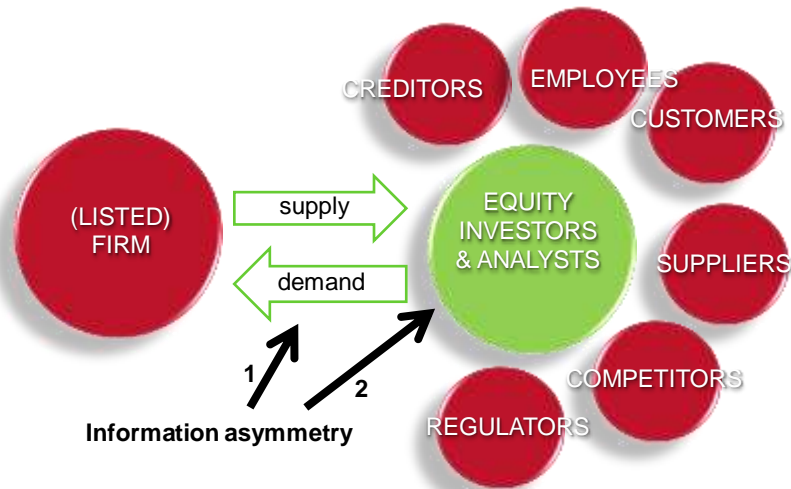 CREDITORS
EMPLOYEES
CUSTOMERS
(LISTED)
FIRM
supply
demand
EQUITY
INVESTORS
& ANALYSTS
SUPPLIERS
COMPETITORS
REGULATORS
1
2
Information asymmetry